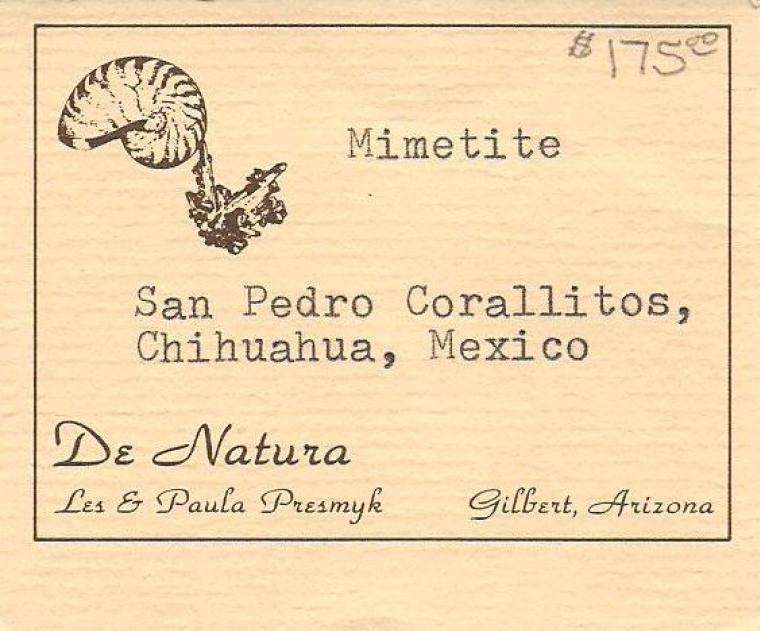 $175.00
Mimetite
San Pedro Corallitos,
Chihuahua, Mexico
De Natura
Les & Paula Presmyk
Gilbert, Arizona